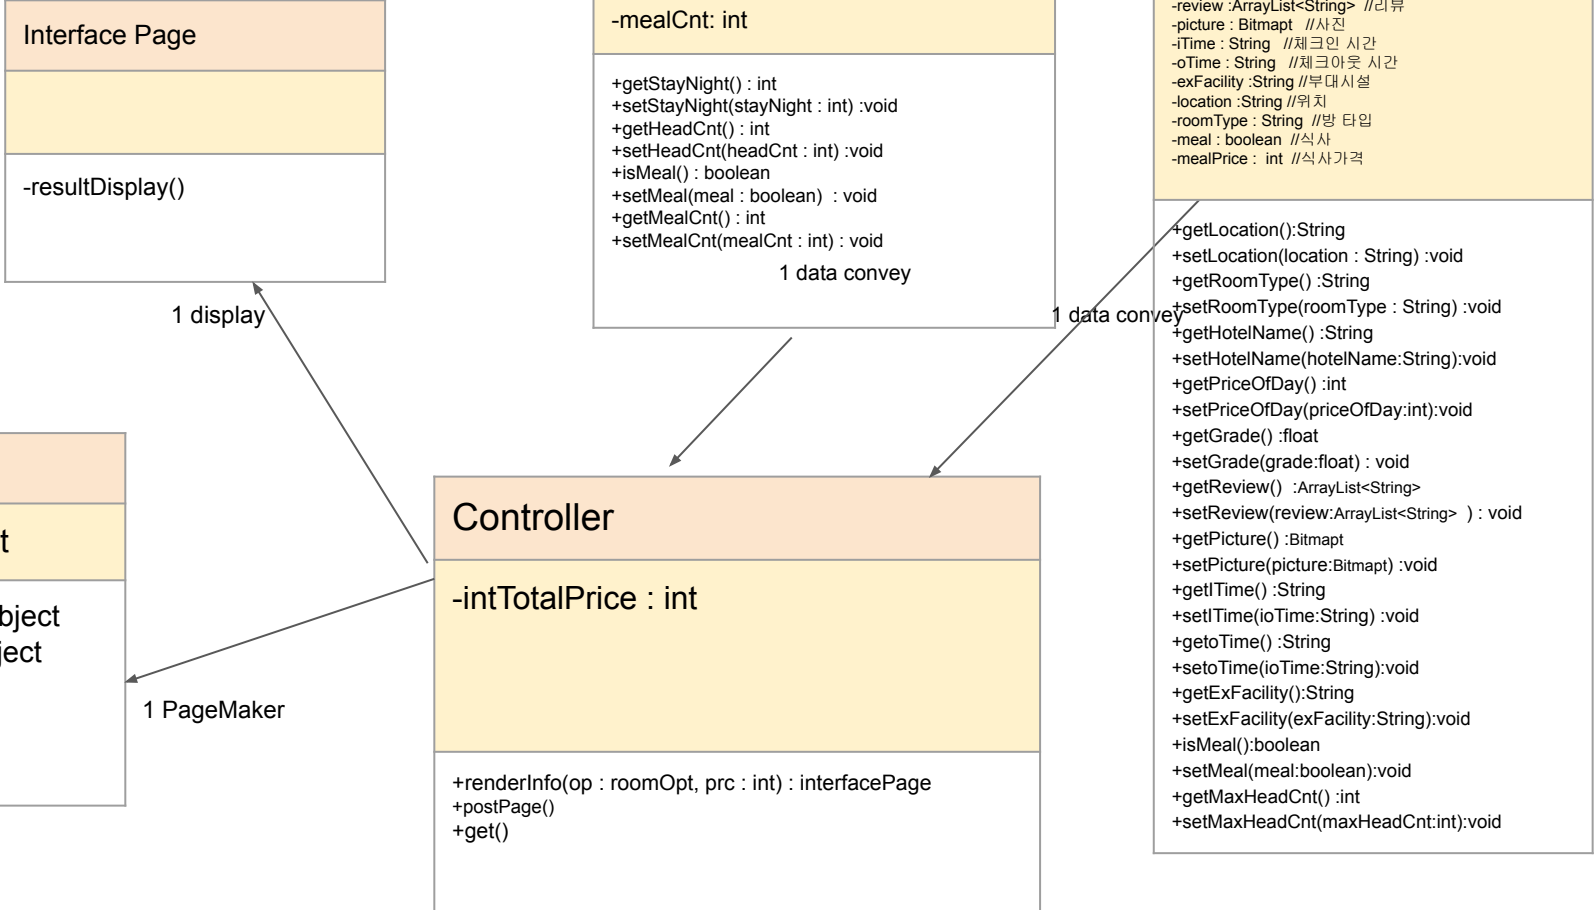 Interface Page
-resultDisplay()
1 display
-mealCnt: int
+getStayNight() : int
+setStayNight(stayNight : int) :void
+getHeadCnt() : int
+setHeadCnt(headCnt : int) :void
+isMeal() : boolean
+setMeal(meal : boolean)  : void
+getMealCnt() : int
+setMealCnt(mealCnt : int) : void
1 data convey
-review :ArrayList<String>  //리뷰
-picture : Bitmapt   //사진
-iTime : String   //체크인 시간
-oTime : String   //체크아웃 시간
-exFacility :String //부대시설
-location :String //위치
-roomType : String  //방 타입
-meal : boolean  //식사
-mealPrice :  int  //식사가격
1 data convey
+getLocation():String
+setLocation(location : String) :void
+getRoomType() :String
+setRoomType(roomType : String) :void
+getHotelName() :String
+setHotelName(hotelName:String):void
+getPriceOfDay() :int
+setPriceOfDay(priceOfDay:int):void
+getGrade() :float
+setGrade(grade:float) : void
+getReview()  :ArrayList<String>
+setReview(review:ArrayList<String>  ) : void
+getPicture() :Bitmapt
+setPicture(picture:Bitmapt) :void
+getITime() :String
+setITime(ioTime:String) :void
+getoTime() :String
+setoTime(ioTime:String):void
+getExFacility():String
+setExFacility(exFacility:String):void
+isMeal():boolean
+setMeal(meal:boolean):void
+getMaxHeadCnt() :int
+setMaxHeadCnt(maxHeadCnt:int):void
t
bject
ject
1 PageMaker
Controller
-intTotalPrice : int
+renderInfo(op : roomOpt, prc : int) : interfacePage
+postPage()
+get()